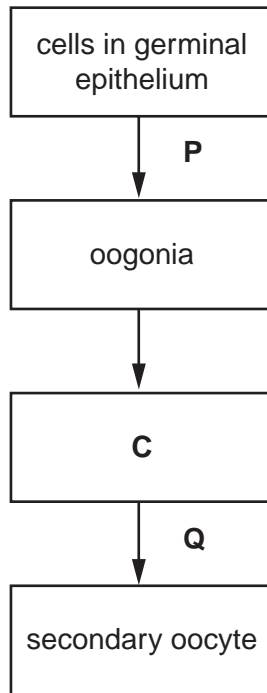 cells in germinal
epithelium
P
oogonia
C
Q
secondary oocyte